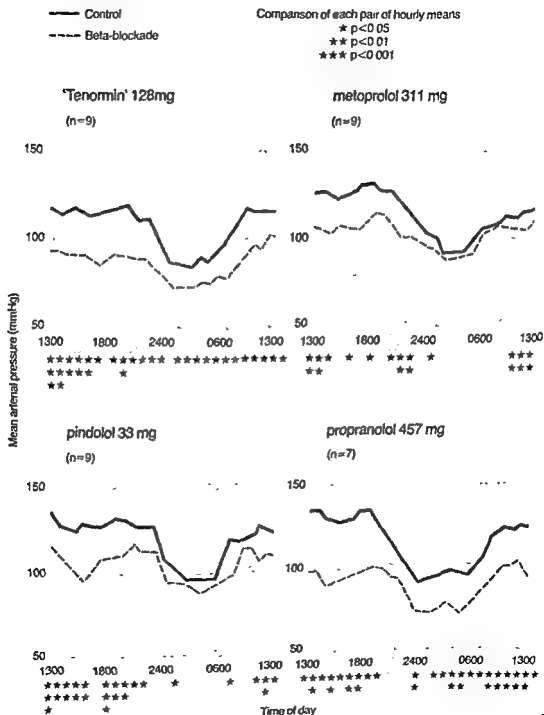 Control
Beta-blockade
Comparison of each pair of hourly means
★ p<0 05
★★ p<0 01
★★★ p<0 001
'Tenormin' 128mg
(n=9)
metoprolol 311 mg
(n=9)
150
100
50
1300 1800 2400 0600 1300
150
100
50
1300 1800 2400 0600 1300
Mean arterial pressure (mmHg)
pindolol 33 mg
(n=9)
propranolol 457 mg
(n=7)
150
100
50
1300 1800 2400 0600 1300
150
100
50
1300 1800 2400 0600 1300
Time of day